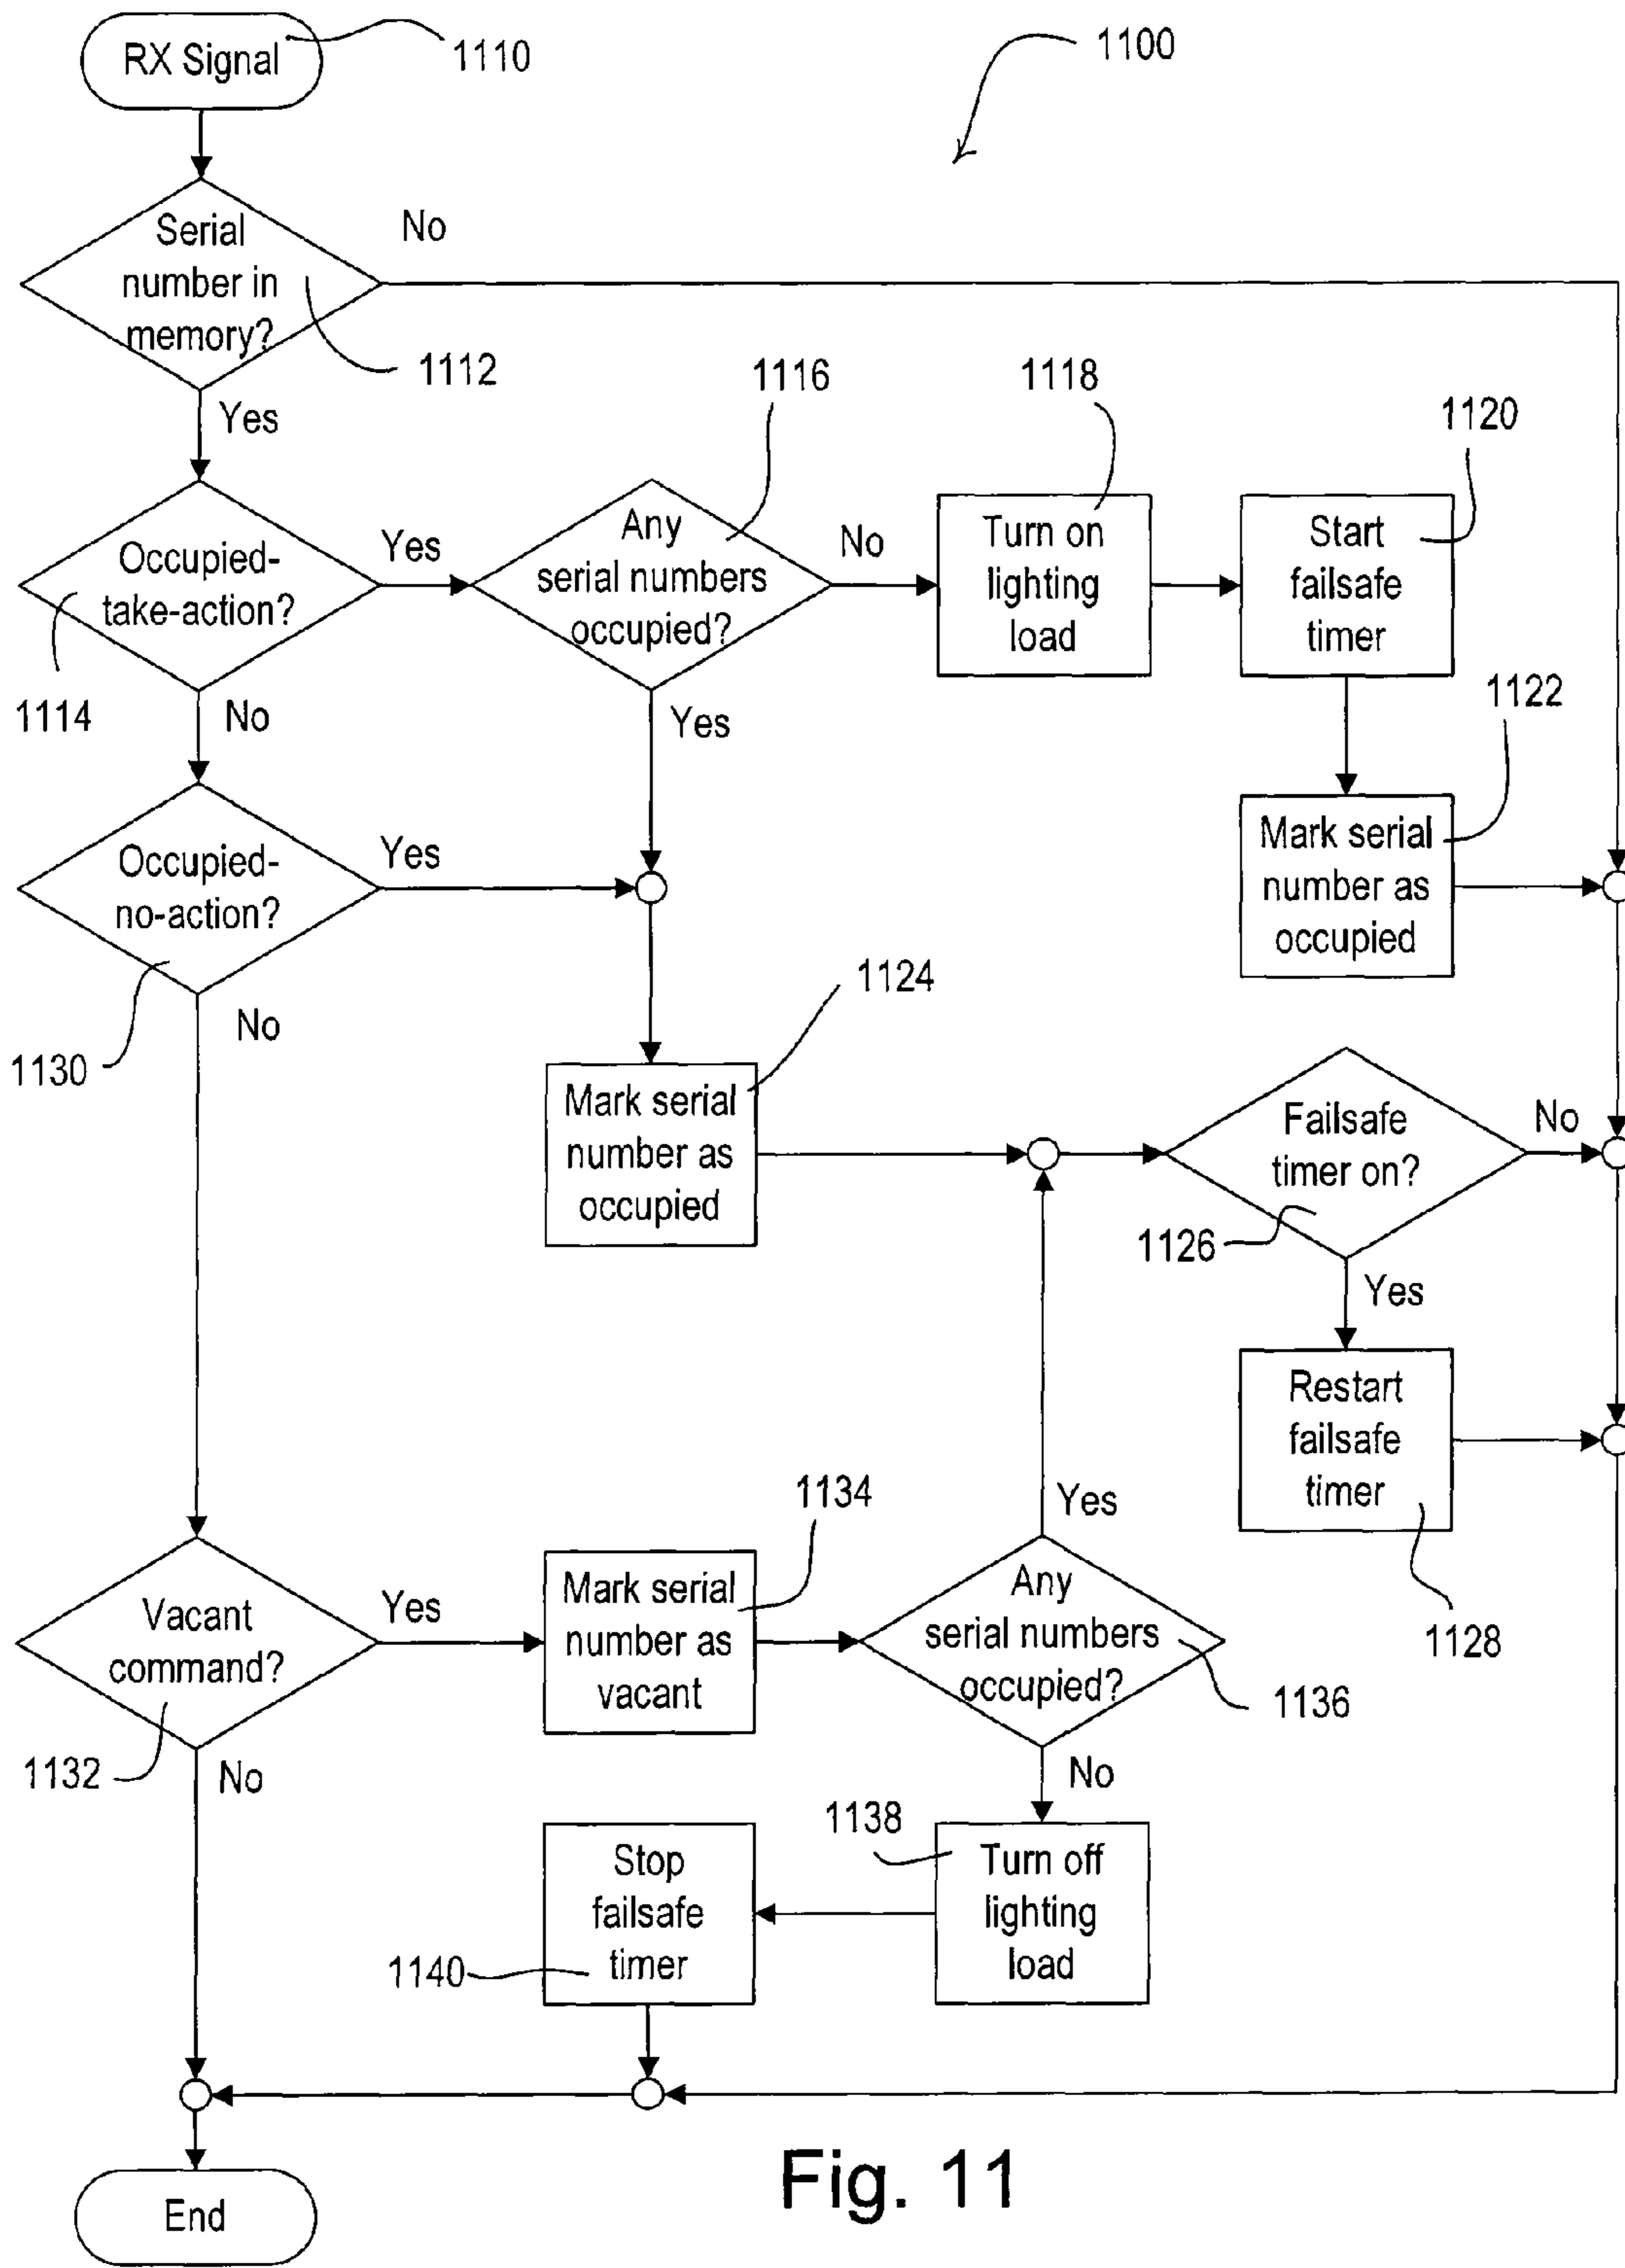 RX Signal
1110
1100
Serial
number in
memory?
No
1112
Yes
1116
1118
1120
Occupied-
take-action?
Yes
Any
serial numbers
occupied?
No
Turn on
lighting
load
Start
failsafe
timer
1114
No
Yes
1122
Occupied-
no-action?
Yes
Mark serial
number as
occupied
1130
No
1124
Mark serial
number as
occupied
Failsafe
timer on?
No
1126
Yes
Restart
failsafe
timer
1128
1134
Yes
Vacant
command?
Yes
Mark serial
number as
vacant
Any
serial numbers
occupied?
1136
1132
No
No
1138
Stop
failsafe
timer
1140
Turn off
lighting
load
End
Fig. 11